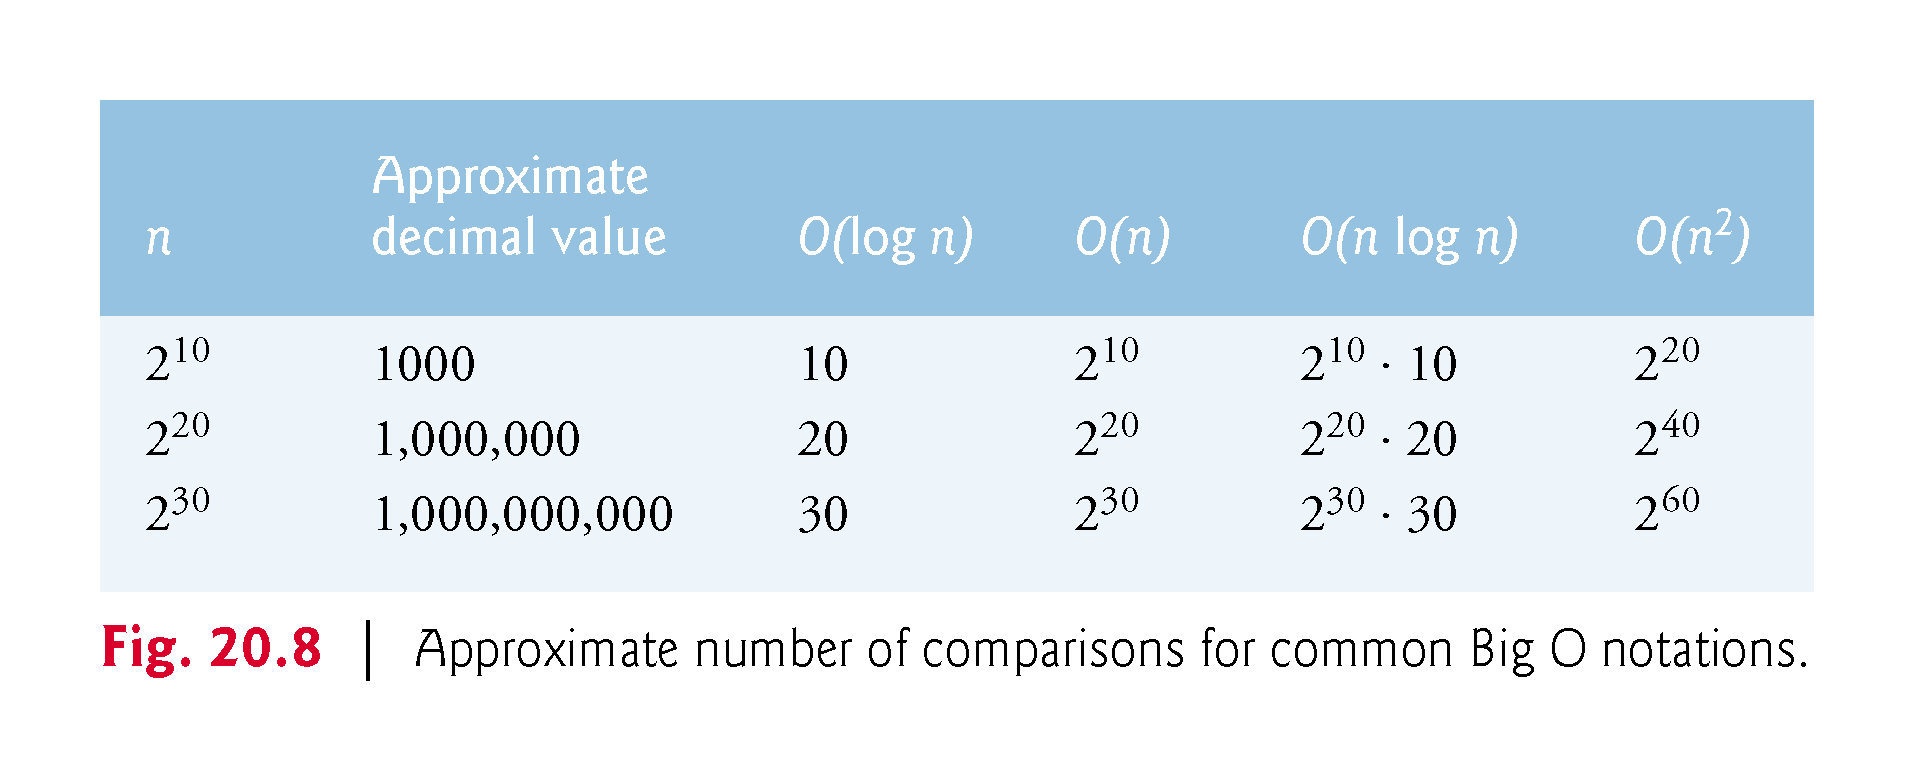 Approximate
n decimal value O(log n) O(n) O(n log n) O(n²)
2¹⁰ 1000 10 2¹⁰ 2¹⁰ · 10 2²⁰
2²⁰ 1,000,000 20 2²⁰ 2²⁰ · 20 2⁴⁰
2³⁰ 1,000,000,000 30 2³⁰ 2³⁰ · 30 2⁶⁰
Fig. 20.8 | Approximate number of comparisons for common Big O notations.